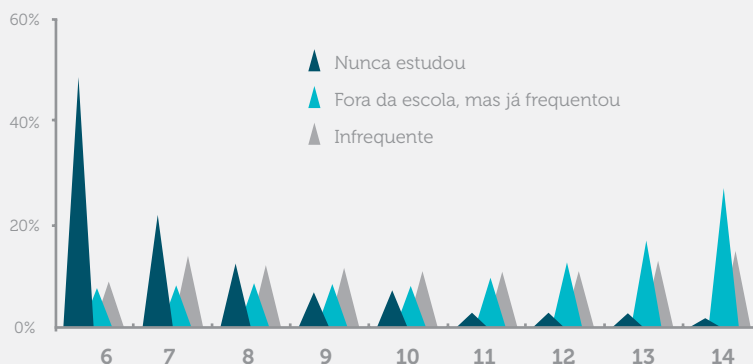 60%
Nunca estudou
Fora da escola, mas já frequentou
40%
Infrequente
20%
0%
6 7 8 9 10 11 12 13 14